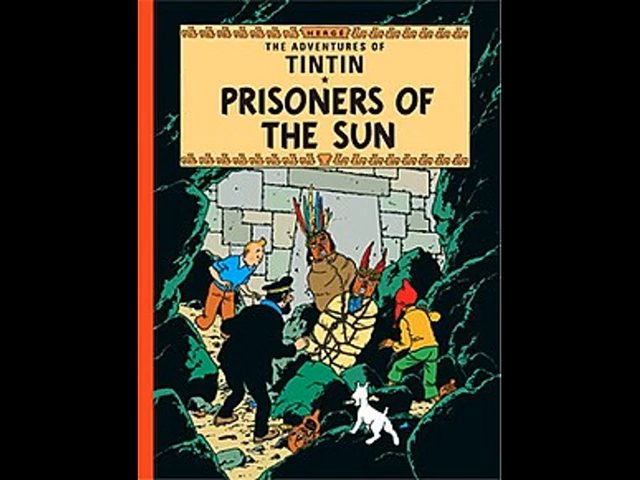 HERGÉ
THE ADVENTURES OF
TINTIN
PRISONERS OF
THE SUN